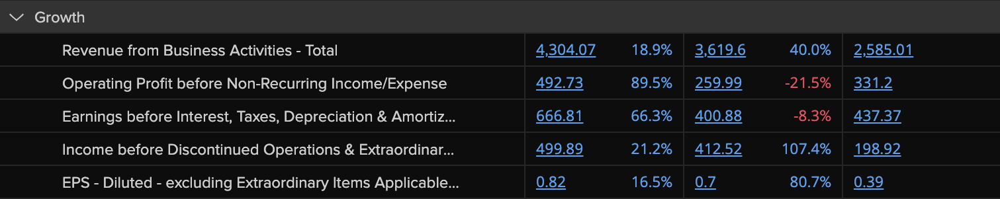 Growth
Revenue from Business Activities - Total 4,304.07 18.9% 3,619.6 40.0% 2,585.01
Operating Profit before Non-Recurring Income/Expense 492.73 89.5% 259.99 -21.5% 331.2
Earnings before Interest, Taxes, Depreciation & Amortiz... 666.81 66.3% 400.88 -8.3% 437.37
Income before Discontinued Operations & Extraordinar... 499.89 21.2% 412.52 107.4% 198.92
EPS - Diluted - excluding Extraordinary Items Applicable... 0.82 16.5% 0.7 80.7% 0.39